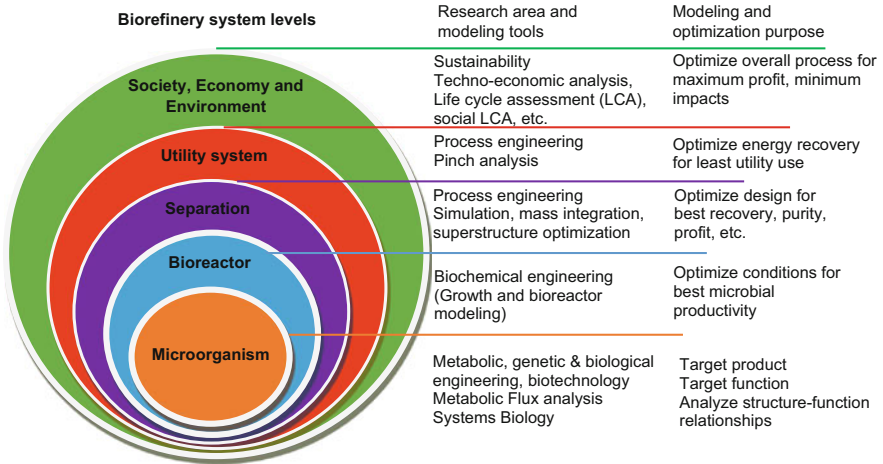 Biorefinery system levels
Research area and
modeling tools
Modeling and
optimization purpose
Society, Economy and
Environment
Sustainability
Techno-economic analysis,
Life cycle assessment (LCA),
social LCA, etc.
Optimize overall process for
maximum profit, minimum
impacts
Utility system
Process engineering
Pinch analysis
Optimize energy recovery
for least utility use
Separation
Process engineering
Simulation, mass integration,
superstructure optimization
Optimize design for
best recovery, purity,
profit, etc.
Bioreactor
Biochemical engineering
(Growth and bioreactor
modeling)
Optimize conditions for
best microbial
productivity
Microorganism
Metabolic, genetic & biological
engineering, biotechnology
Metabolic Flux analysis
Systems Biology
Target product
Target function
Analyze structure-function
relationships